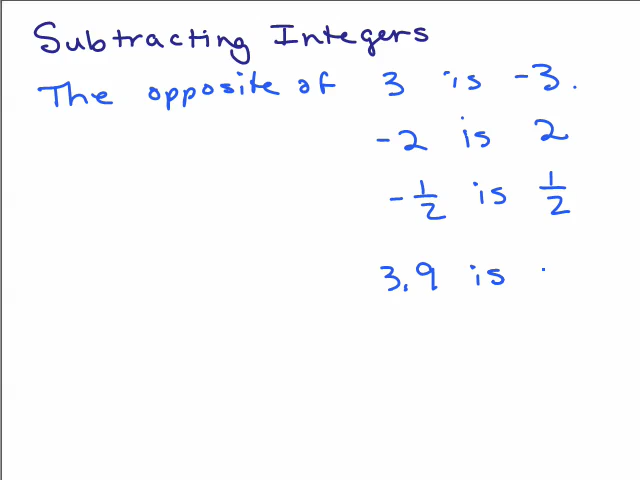 Subtracting Integers
The opposite of 3 is -3.
-2 is 2
-1/2 is 1/2
3.9 is